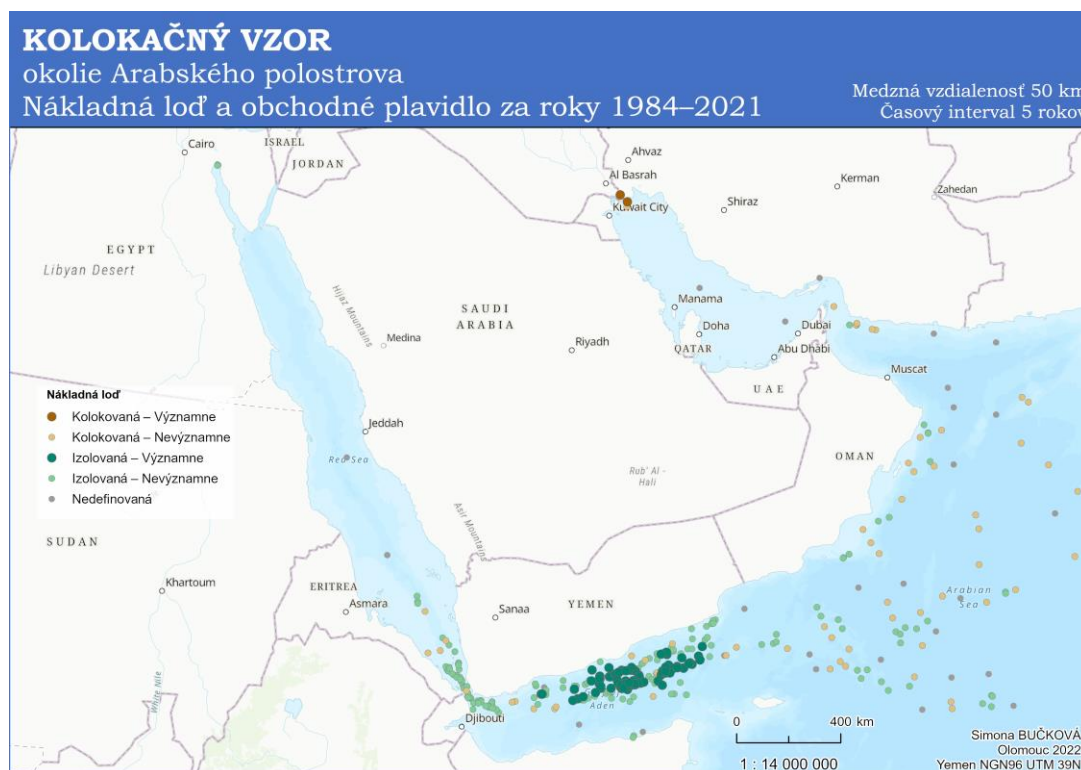 KOLOKAČNÝ VZOR
okolie Arabského polostrova
Nákladná loď a obchodné plavidlo za roky 1984–2021
Medzná vzdialenosť 50 km
Časový interval 5 rokov
Cairo
ISRAEL
JORDAN
Ahvaz
Al Basrah
Kuwait City
Shiraz
Kerman
Zahedan
EGYPT
Libyan Desert
Hijaz Mountains
SAUDI
ARABIA
Medina
Riyadh
Manama
Doha
QATAR
Dubai
Abu Dhabi
UAE
Muscat
Nákladná loď
Kolokovaná – Významne
Kolokovaná – Nevýznamne
Izolovaná – Významne
Izolovaná – Nevýznamne
Nedefinovaná
Jeddah
Red Sea
Rub' Al -
Hali
OMAN
Asir Mountains
SUDAN
Khartoum
ERITREA
Asmara
Sanaa
YEMEN
Arabian
Sea
White Nile
Djibouti
Aden
0 400 km
1 : 14 000 000
Simona BUČKOVÁ
Olomouc 2022
Yemen NGN96 UTM 39N